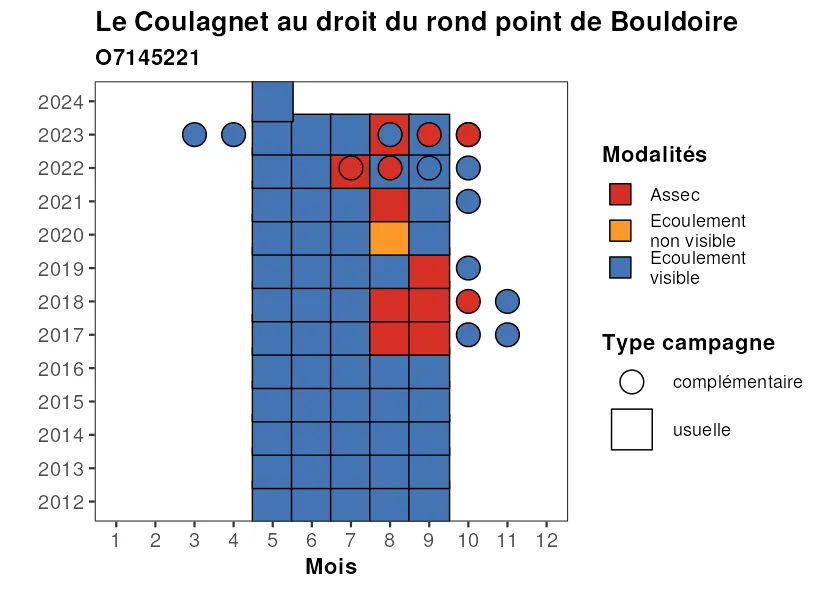 Le Coulagnet au droit du rond point de Bouldoire
O7145221
2024
2023
2022
2021
2020
2019
2018
2017
2016
2015
2014
2013
2012
1 2 3 4 5 6 7 8 9 10 11 12
Mois
Modalités
Assec
Ecoulement
non visible
Ecoulement
visible
Type campagne
complémentaire
usuelle